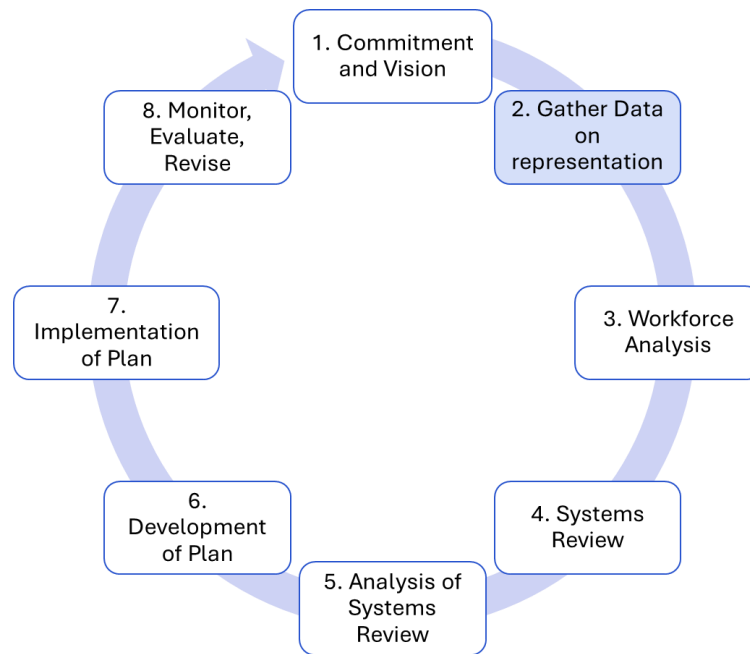 1. Commitment
and Vision
2. Gather Data
on
representation
3. Workforce
Analysis
4. Systems
Review
5. Analysis of
Systems
Review
6.
Development
of Plan
7.
Implementation
of Plan
8. Monitor,
Evaluate,
Revise